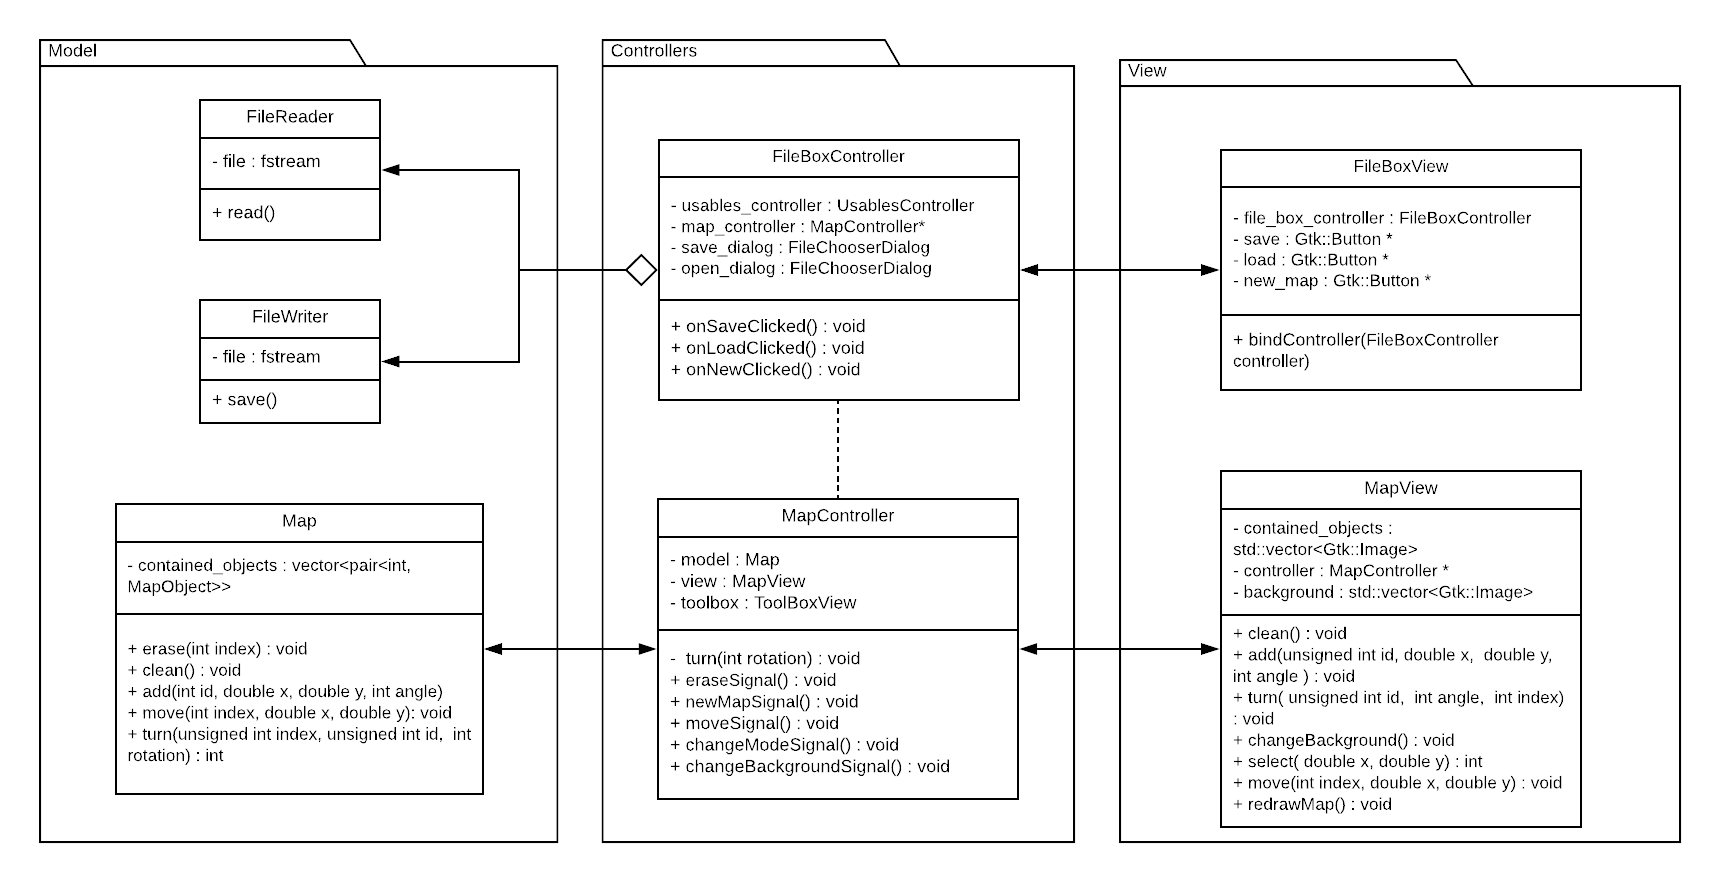 Model
FileReader
- file : fstream
+ read()
FileWriter
- file : fstream
+ save()
Map
- contained_objects : vector<pair<int,
MapObject>>
+ erase(int index) : void
+ clean() : void
+ add(int id, double x, double y, int angle)
+ move(int index, double x, double y): void
+ turn(unsigned int index, unsigned int id,  int
rotation) : int
Controllers
FileBoxController
- usables_controller : UsablesController
- map_controller : MapController*
- save_dialog : FileChooserDialog
- open_dialog : FileChooserDialog
+ onSaveClicked() : void
+ onLoadClicked() : void
+ onNewClicked() : void
MapController
- model : Map
- view : MapView
- toolbox : ToolBoxView
-  turn(int rotation) : void
+ eraseSignal() : void
+ newMapSignal() : void
+ moveSignal() : void
+ changeModeSignal() : void
+ changeBackgroundSignal() : void
View
FileBoxView
- file_box_controller : FileBoxController
- save : Gtk::Button *
- load : Gtk::Button *
- new_map : Gtk::Button *
+ bindController(FileBoxController
controller)
MapView
- contained_objects :
std::vector<Gtk::Image>
- controller : MapController *
- background : std::vector<Gtk::Image>
+ clean() : void
+ add(unsigned int id, double x,  double y,
int angle ) : void
+ turn( unsigned int id,  int angle,  int index)
: void
+ changeBackground() : void
+ select( double x, double y) : int
+ move(int index, double x, double y) : void
+ redrawMap() : void